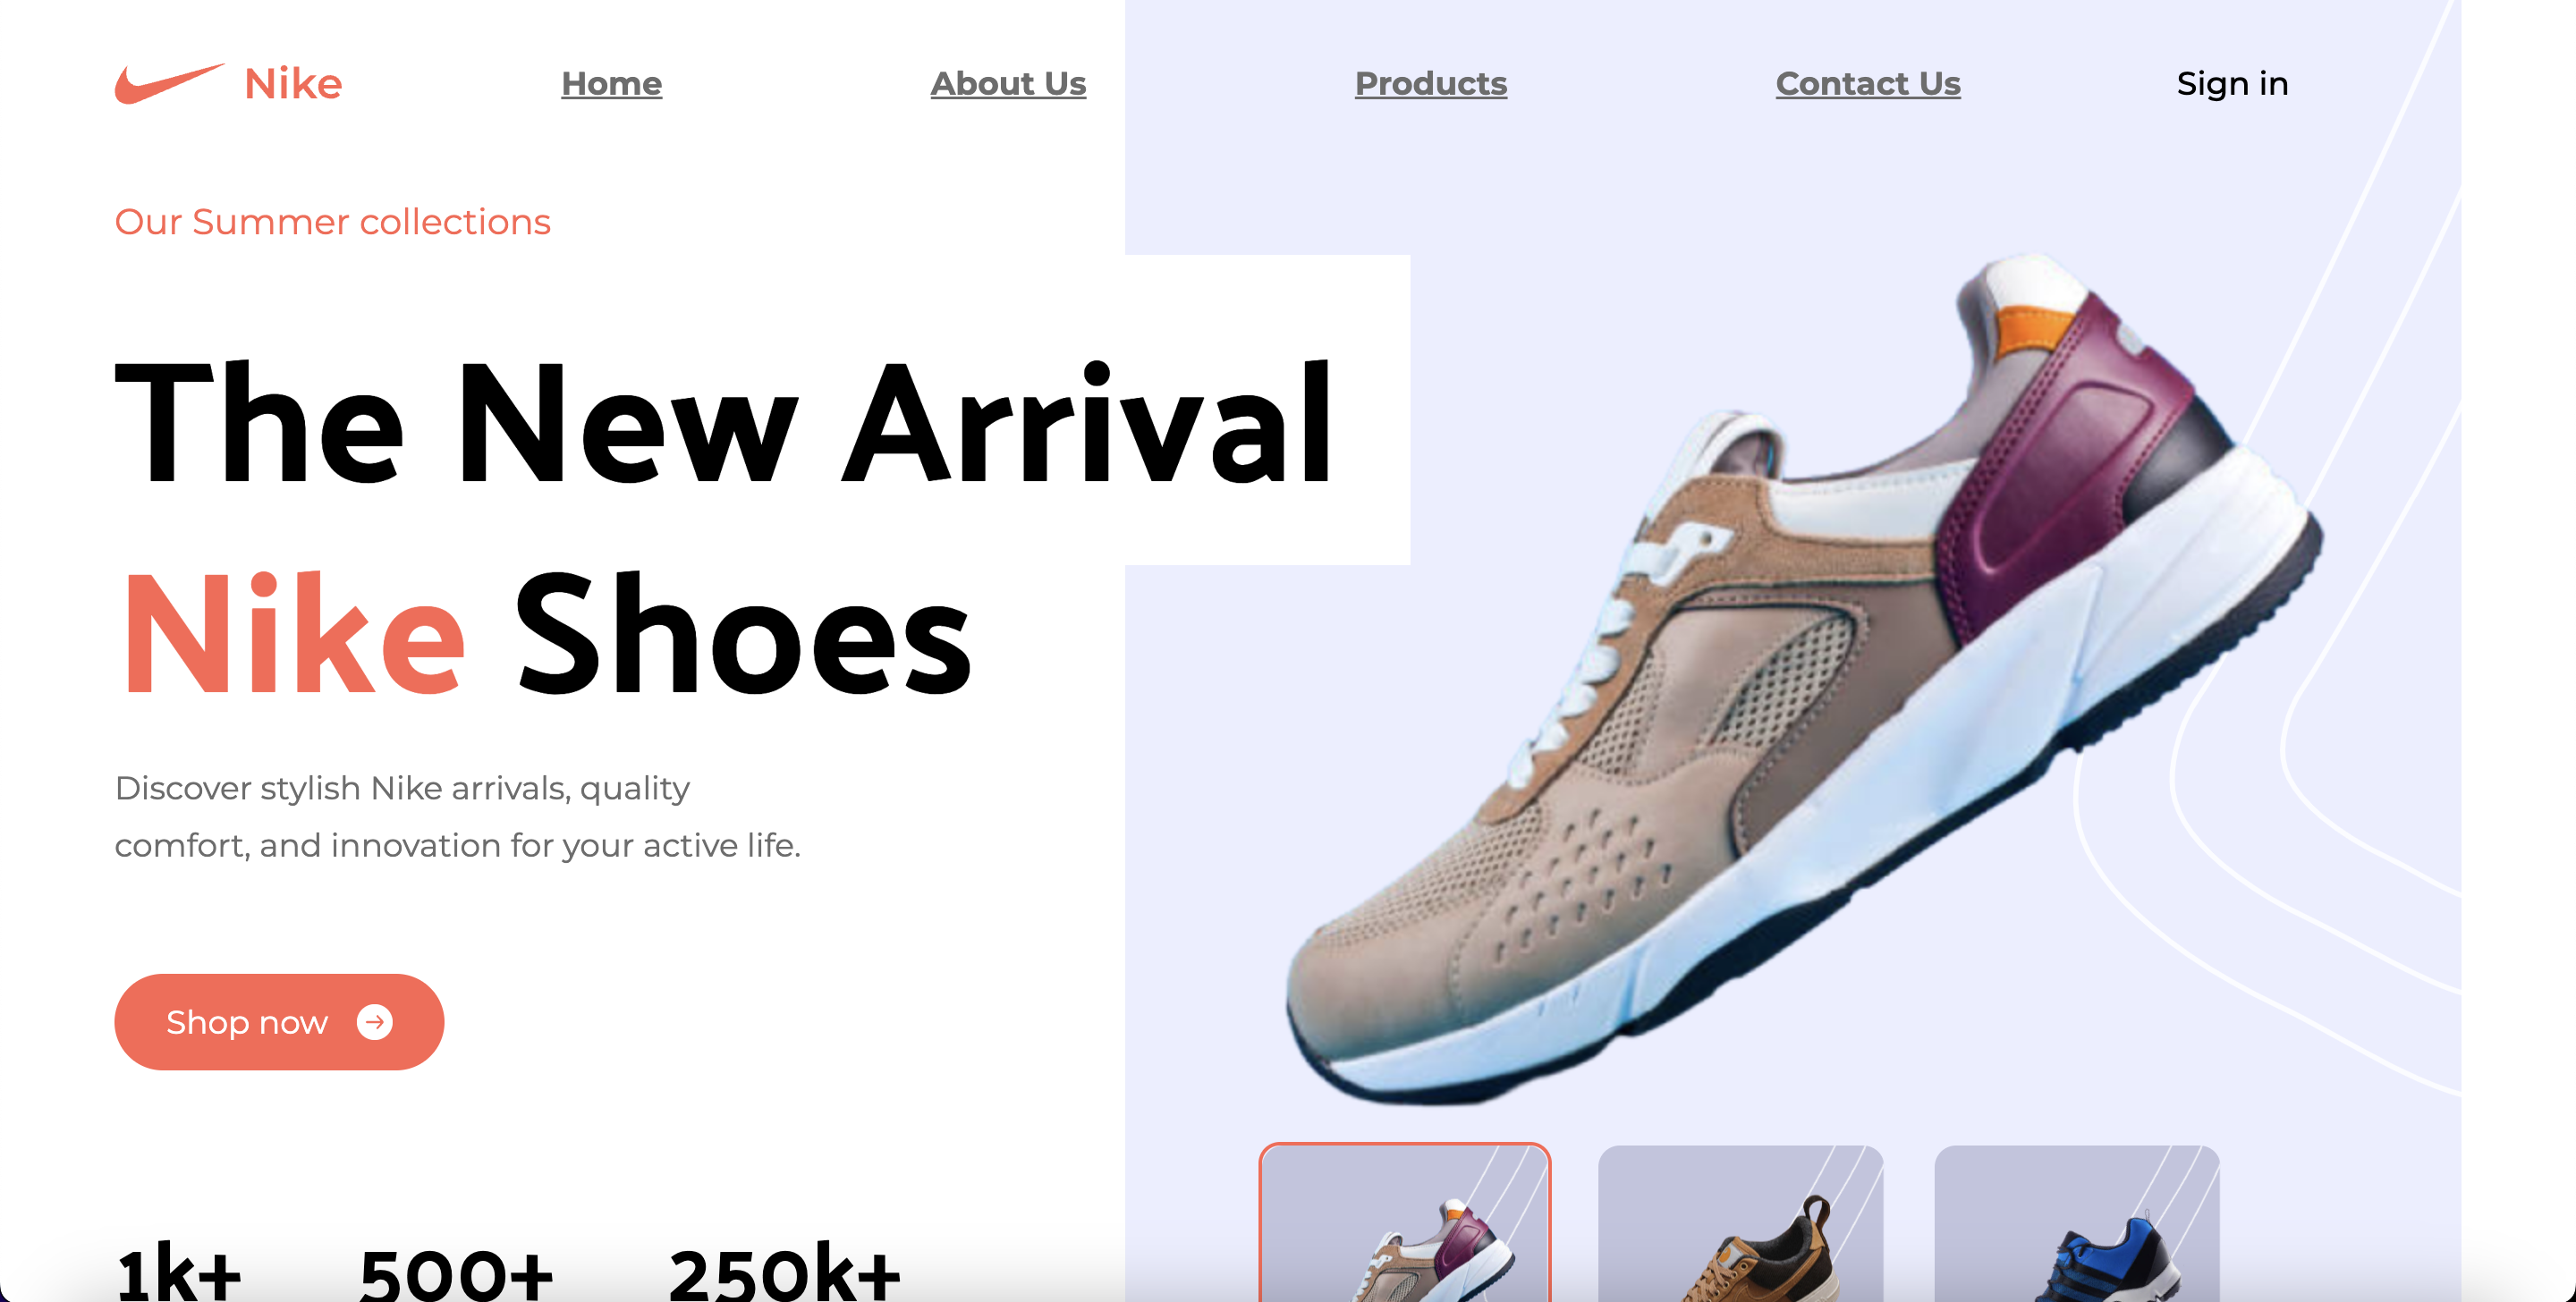 Nike
Home
About Us
Products
Contact Us
Sign in
Our Summer collections
The New Arrival
Nike Shoes
Discover stylish Nike arrivals, quality
comfort, and innovation for your active life.
Shop now
1k+
500+
250k+